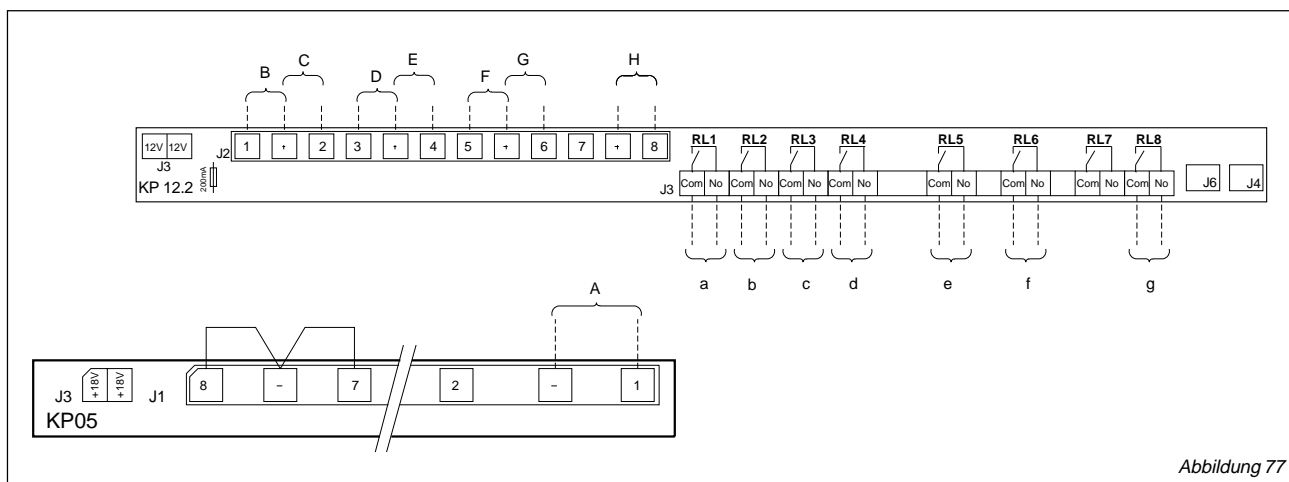 C E G H
B D F
RL1 RL2 RL3 RL4 RL5 RL6 RL7 RL8
12V 12V J2 1 + 2 3 + 4 5 + 6 7 + 8
J3
KP 12.2 200mA J3 Com No Com No Com No Com No Com No Com No Com No Com No J6 J4
a b c d e f g
A
J3 +18V +18V J1 8 – 7 2 – 1
KP05
Abbildung 77